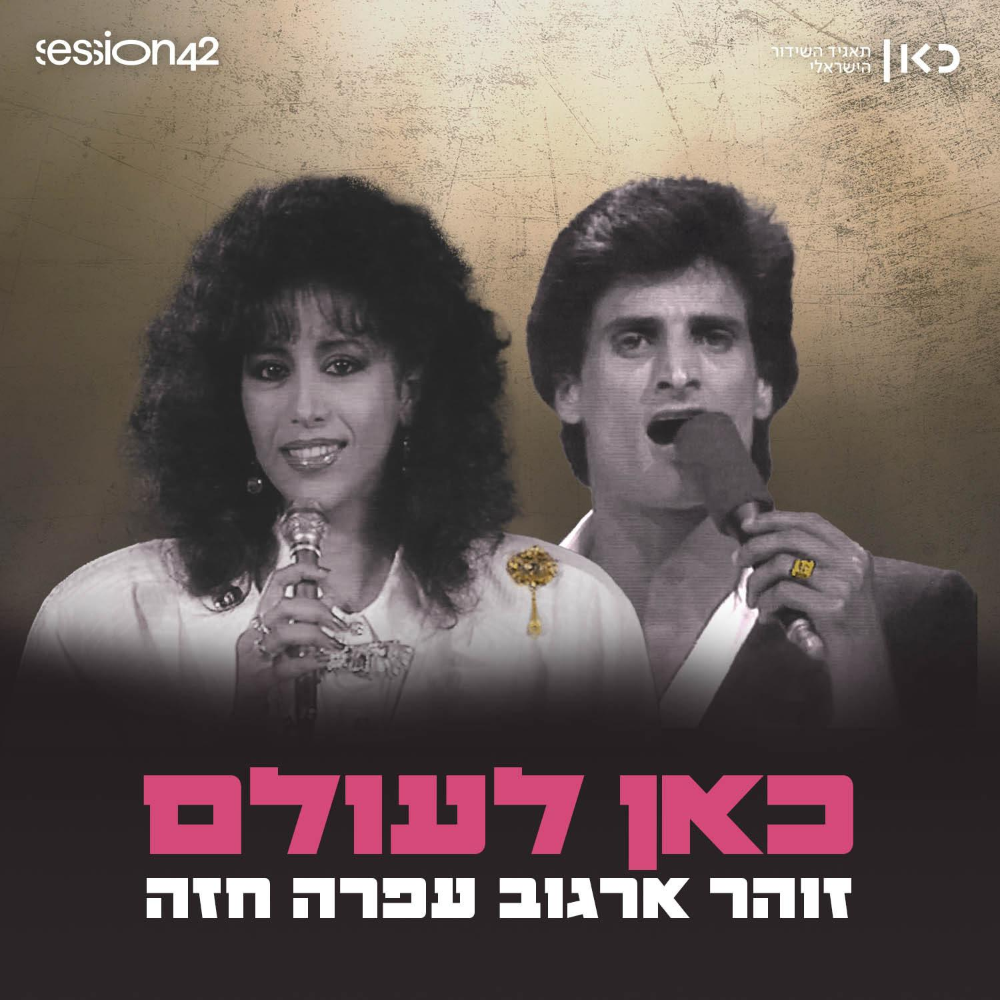 session42
כאן
תאגיד השידור
הישראלי
כאן לעולם
זוהר ארגוב עפרה חזה